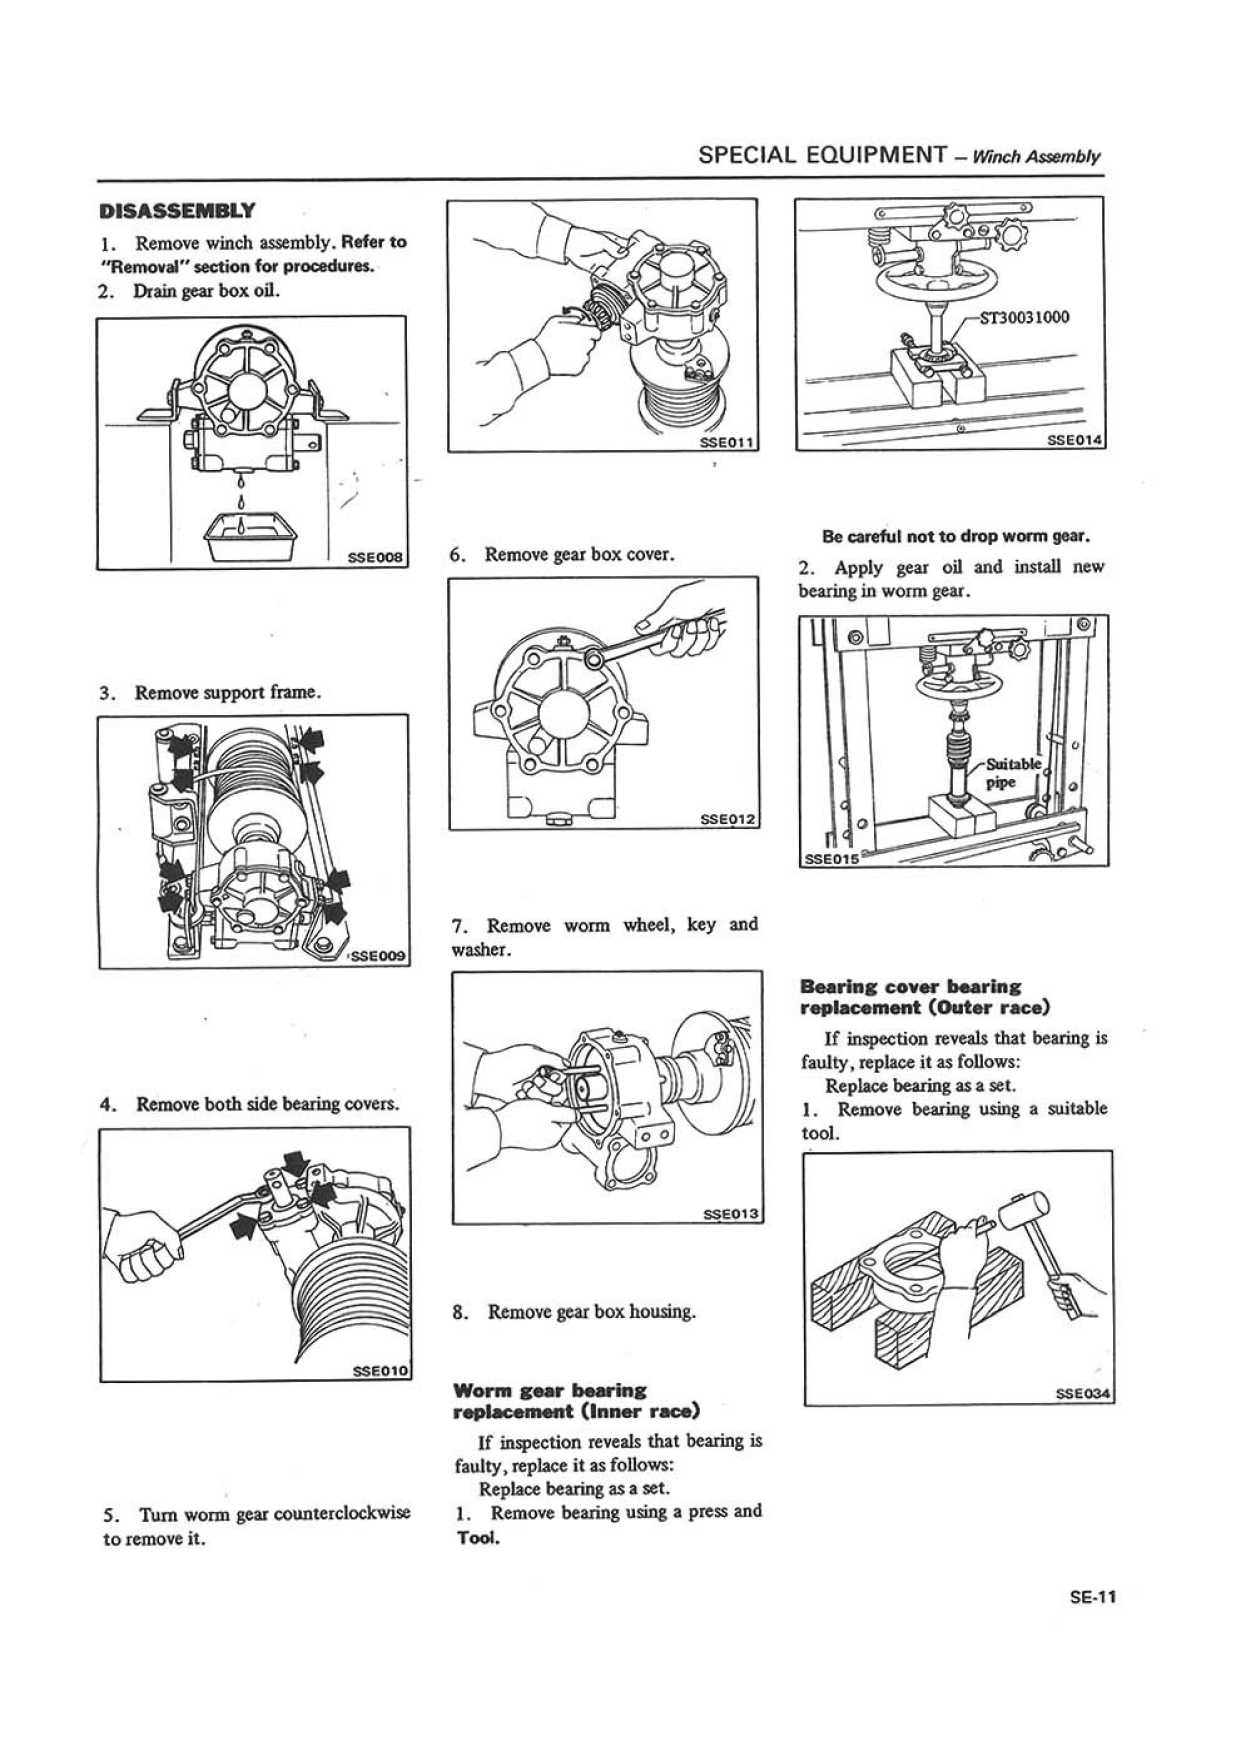 SPECIAL EQUIPMENT – Winch Assembly
DISASSEMBLY
1. Remove winch assembly. Refer to
"Removal" section for procedures.
2. Drain gear box oil.
SSE008
3. Remove support frame.
SSE009
4. Remove both side bearing covers.
SSE010
5. Turn worm gear counterclockwise
to remove it.
SSE011
6. Remove gear box cover.
SSE012
7. Remove worm wheel, key and
washer.
SSE013
8. Remove gear box housing.
Worm gear bearing
replacement (Inner race)
If inspection reveals that bearing is
faulty, replace it as follows:
Replace bearing as a set.
1. Remove bearing using a press and
Tool.
ST30031000
SSE014
Be careful not to drop worm gear.
2. Apply gear oil and install new
bearing in worm gear.
Suitable
pipe
SSE015
Bearing cover bearing
replacement (Outer race)
If inspection reveals that bearing is
faulty, replace it as follows:
Replace bearing as a set.
1. Remove bearing using a suitable
tool.
SSE034
SE-11